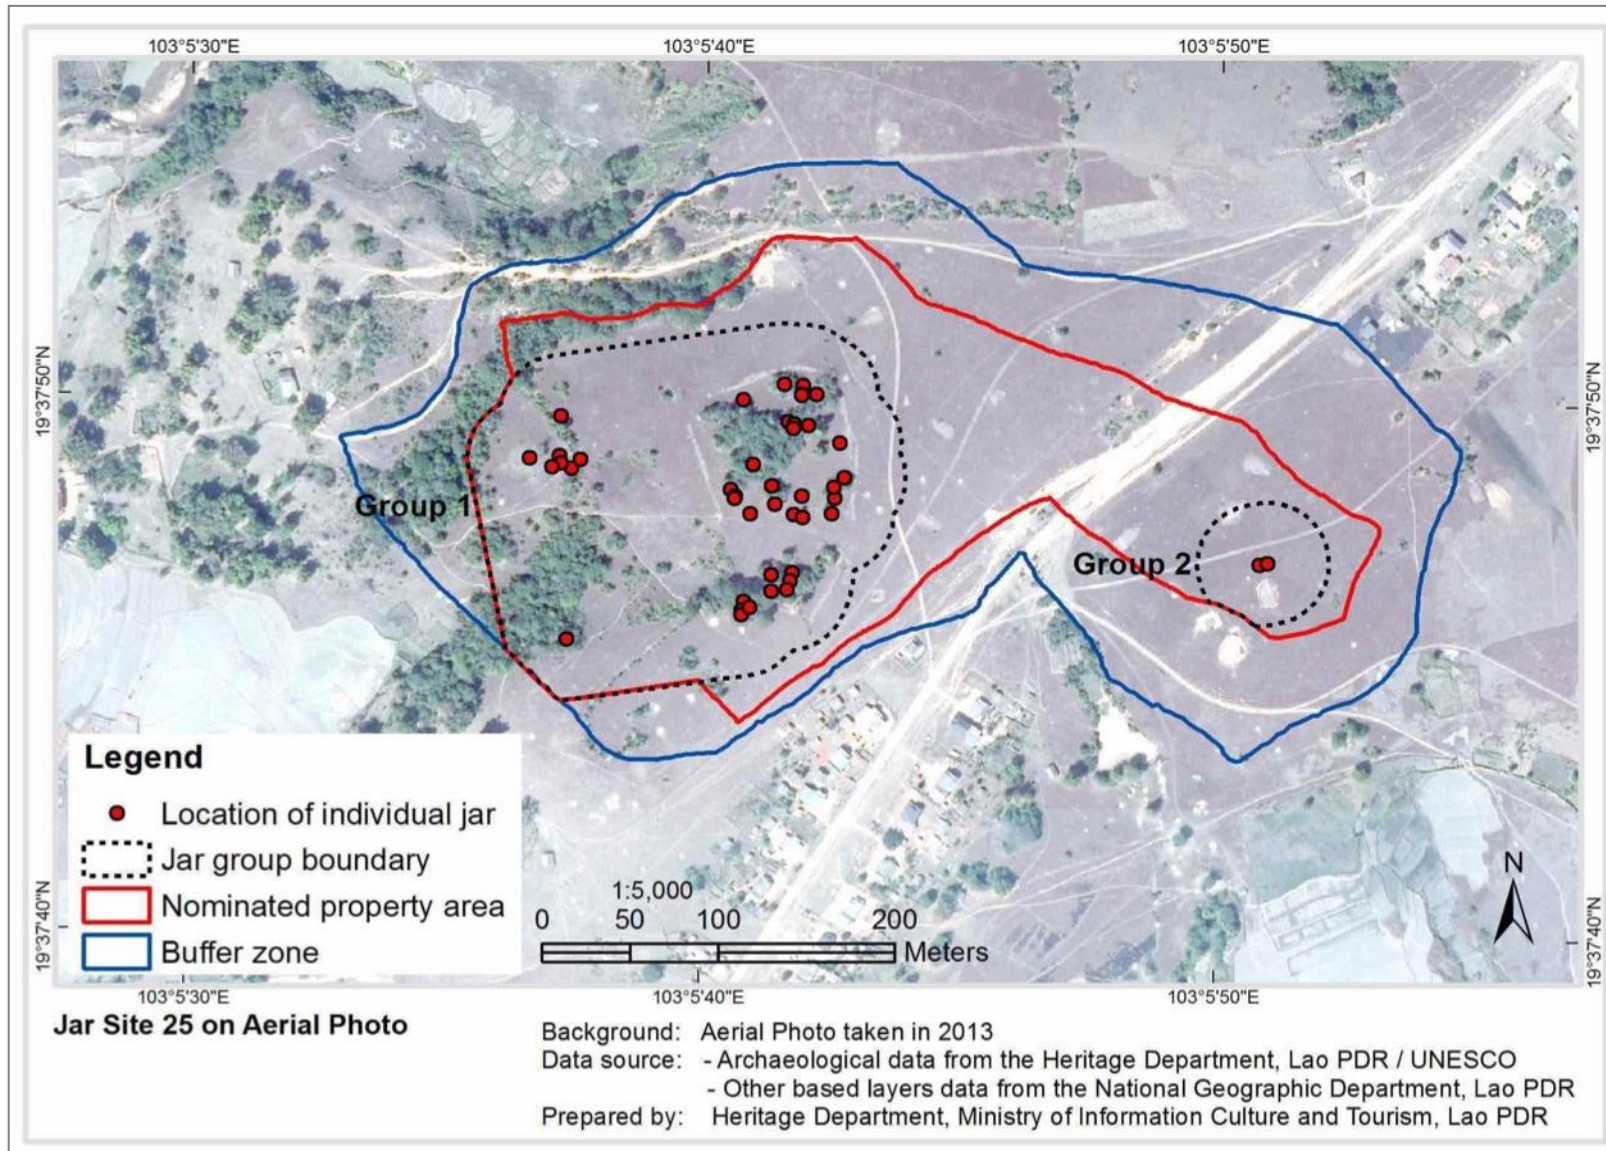 103°5'30"E 103°5'40"E 103°5'50"E
19°37'50"N 19°37'50"N
Group 1
Group 2
Legend
Location of individual jar
Jar group boundary
Nominated property area
Buffer zone
1:5,000
0 50 100 200
Meters
N
19°37'40"N 19°37'40"N
103°5'30"E 103°5'40"E 103°5'50"E
Jar Site 25 on Aerial Photo
Background: Aerial Photo taken in 2013
Data source: - Archaeological data from the Heritage Department, Lao PDR / UNESCO
- Other based layers data from the National Geographic Department, Lao PDR
Prepared by: Heritage Department, Ministry of Information Culture and Tourism, Lao PDR